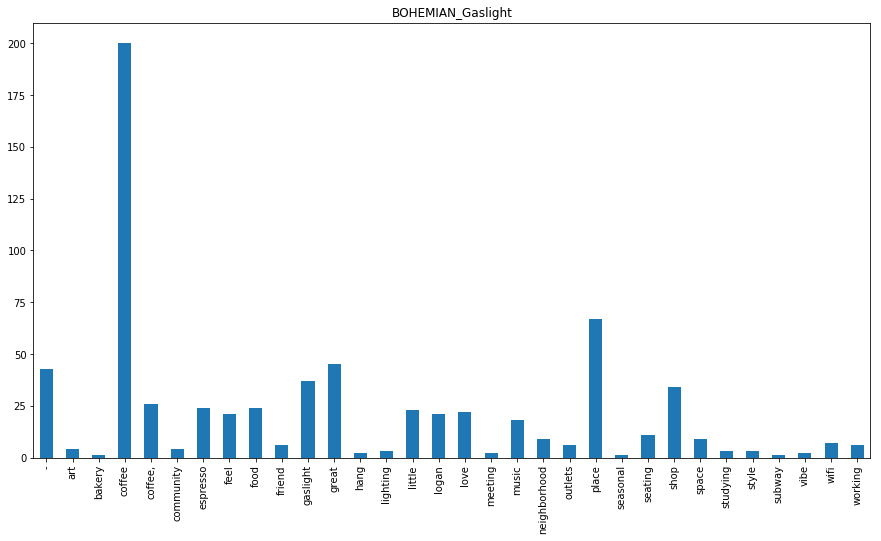 BOHEMIAN_Gaslight
200
175
150
125
100
75
50
25
0
-
art
bakery
coffee
coffee,
community
espresso
feel
food
friend
gaslight
great
hang
lighting
little
logan
love
meeting
music
neighborhood
outlets
place
seasonal
seating
shop
space
studying
style
subway
vibe
wifi
working